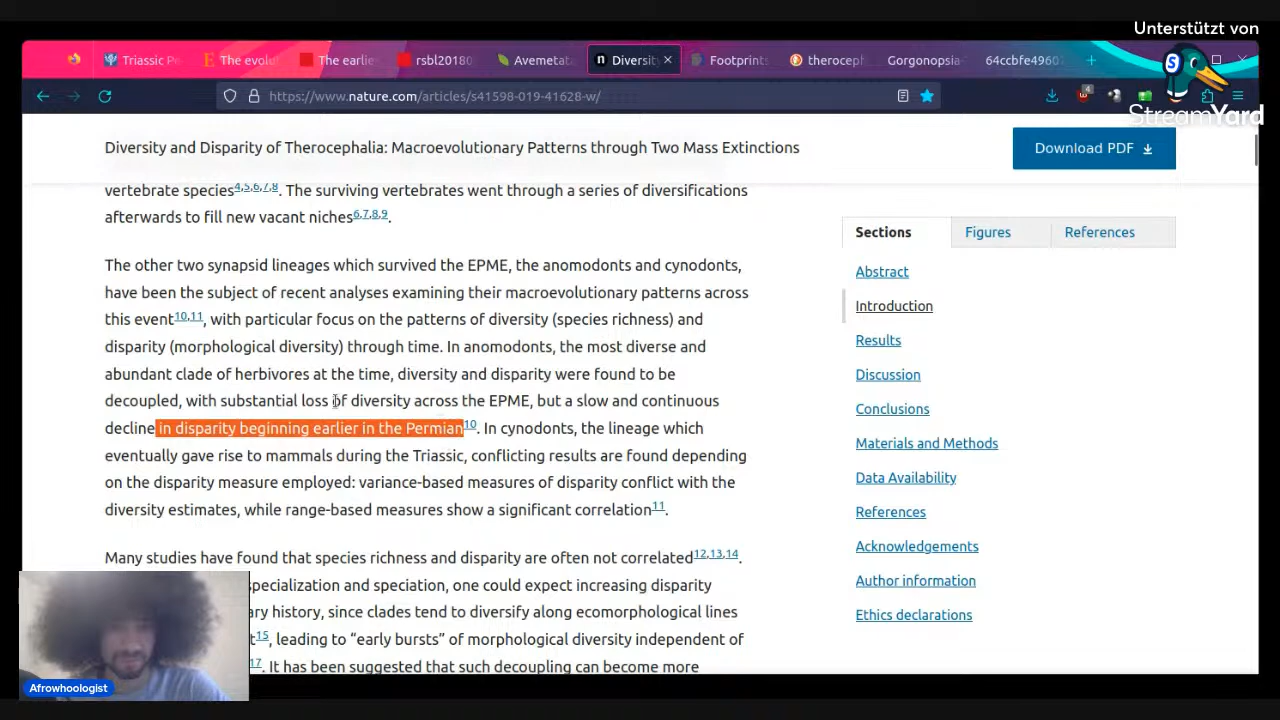 Unterstützt von
StreamYard
Triassic P
The evolu
The earlie
rsbl20180
Avemetat
Diversit
Footprints
theroceph
Gorgonopsia
64ccbfe4960
https://www.nature.com/articles/s41598-019-41628-w/
Diversity and Disparity of Therocephalia: Macroevolutionary Patterns through Two Mass Extinctions
Download PDF
vertebrate species4,5,6,7,8. The surviving vertebrates went through a series of diversifications
afterwards to fill new vacant niches6,7,8,9.
The other two synapsid lineages which survived the EPME, the anomodonts and cynodonts,
have been the subject of recent analyses examining their macroevolutionary patterns across
this event10,11, with particular focus on the patterns of diversity (species richness) and
disparity (morphological diversity) through time. In anomodonts, the most diverse and
abundant clade of herbivores at the time, diversity and disparity were found to be
decoupled, with substantial loss of diversity across the EPME, but a slow and continuous
decline in disparity beginning earlier in the Permian10. In cynodonts, the lineage which
eventually gave rise to mammals during the Triassic, conflicting results are found depending
on the disparity measure employed: variance-based measures of disparity conflict with the
diversity estimates, while range-based measures show a significant correlation11.
Many studies have found that species richness and disparity are often not correlated12,13,14.
specialization and speciation, one could expect increasing disparity
ary history, since clades tend to diversify along ecomorphological lines
t15, leading to “early bursts” of morphological diversity independent of
17. It has been suggested that such decoupling can become more
Sections
Figures
References
Abstract
Introduction
Results
Discussion
Conclusions
Materials and Methods
Data Availability
References
Acknowledgements
Author information
Ethics declarations
Afrowhoologist